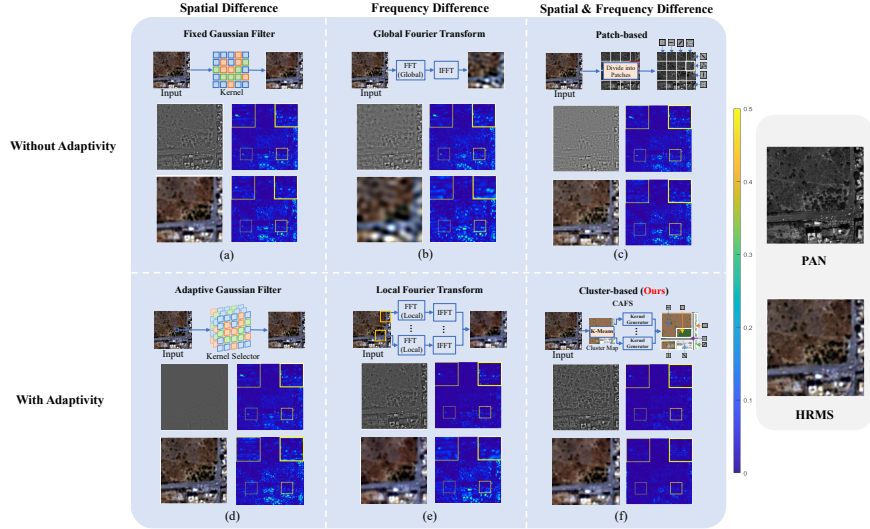 Spatial Difference
Frequency Difference
Spatial & Frequency Difference
Without Adaptivity
Fixed Gaussian Filter
Input
Kernel
(a)
Global Fourier Transform
Input
FFT
(Global)
IFFT
(b)
Patch-based
Input
Divide into
Patches
(c)
With Adaptivity
Adaptive Gaussian Filter
Input
Kernel Selector
(d)
Local Fourier Transform
Input
FFT
(Local)
IFFT
FFT
(Local)
IFFT
(e)
Cluster-based (Ours)
CAFS
Input
K-Means
Cluster Map
Kernel
Generator
Kernel
Generator
(f)
0.5
0.4
0.3
0.2
0.1
0
PAN
HRMS